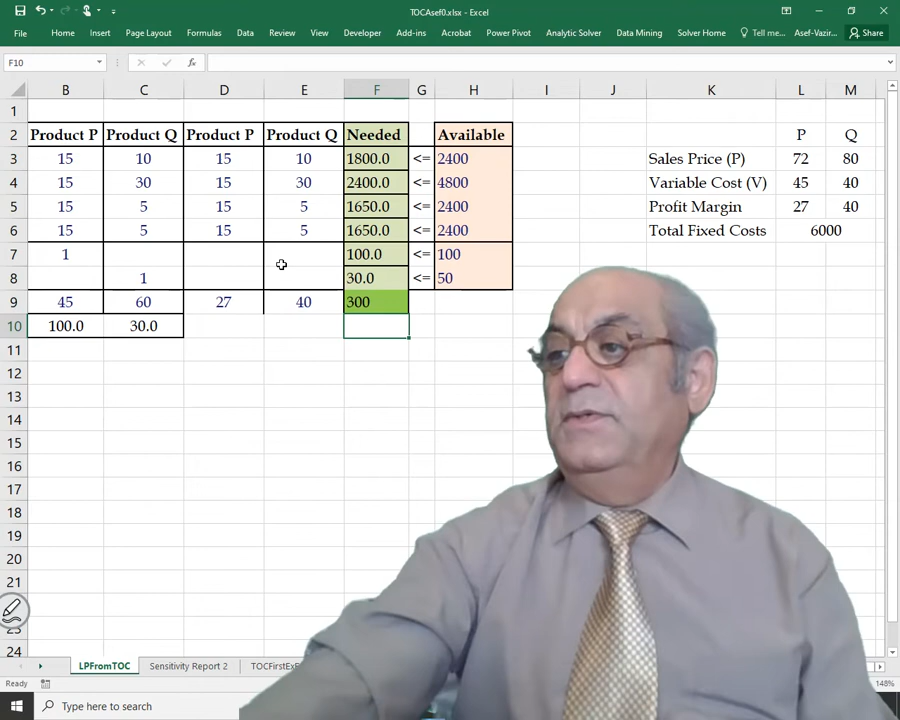 TOCAsef0.xlsx - Excel
File Home Insert Page Layout Formulas Data Review View Developer Add-ins Acrobat Power Pivot Analytic Solver Data Mining Solver Home Tell me... Asef-Vazir... Share
F10 fx
B C D E F G H I J K L M
1
2 Product P Product Q Product P Product Q Needed Available P Q
3 15 10 15 10 1800.0 <= 2400 Sales Price (P) 72 80
4 15 30 15 30 2400.0 <= 4800 Variable Cost (V) 45 40
5 15 5 15 5 1650.0 <= 2400 Profit Margin 27 40
6 15 5 15 5 1650.0 <= 2400 Total Fixed Costs 6000
7 1 100.0 <= 100
8 1 30.0 <= 50
9 45 60 27 40 300
10 100.0 30.0
11
12
13
14
15
16
17
18
19
20
21
24
LPFromTOC Sensitivity Report 2
Ready 148%
Type here to search